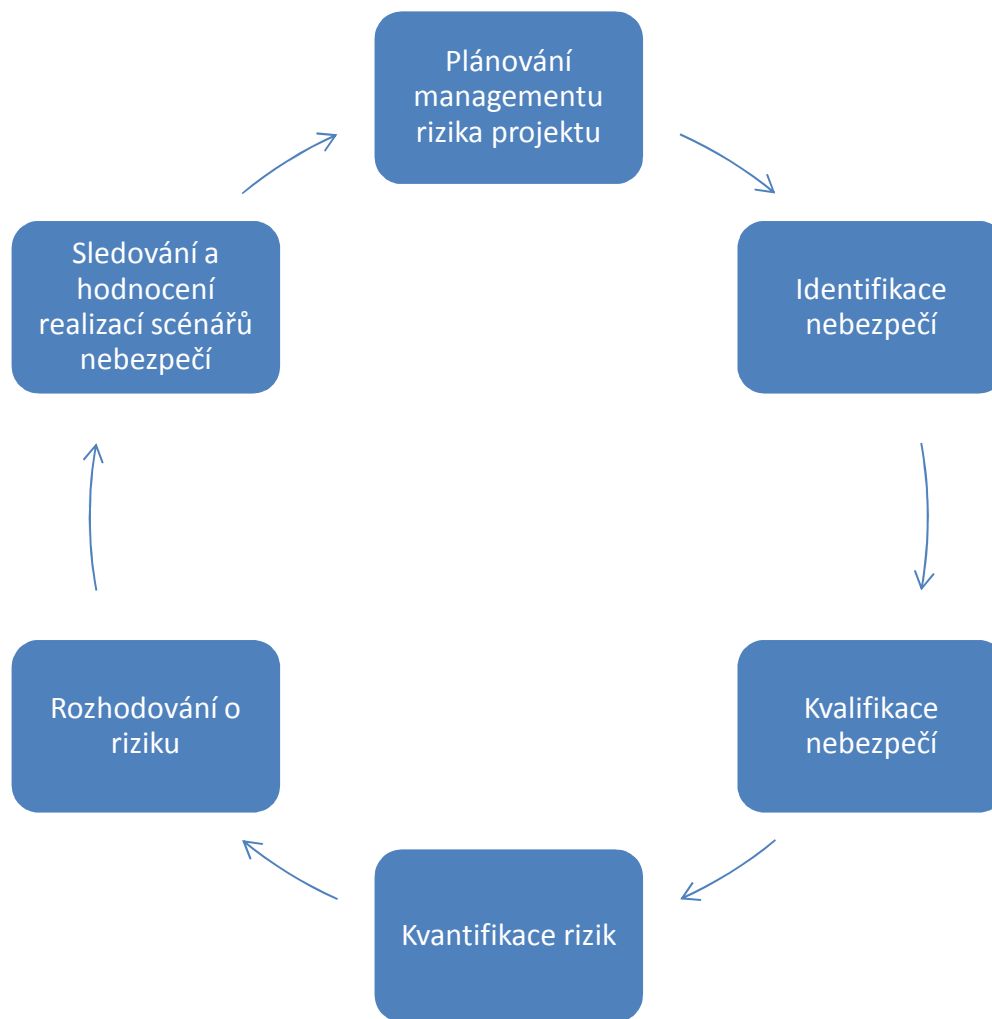 Plánování
managementu
rizika projektu
Identifikace
nebezpečí
Kvalifikace
nebezpečí
Kvantifikace rizik
Rozhodování o
riziku
Sledování a
hodnocení
realizací scénářů
nebezpečí